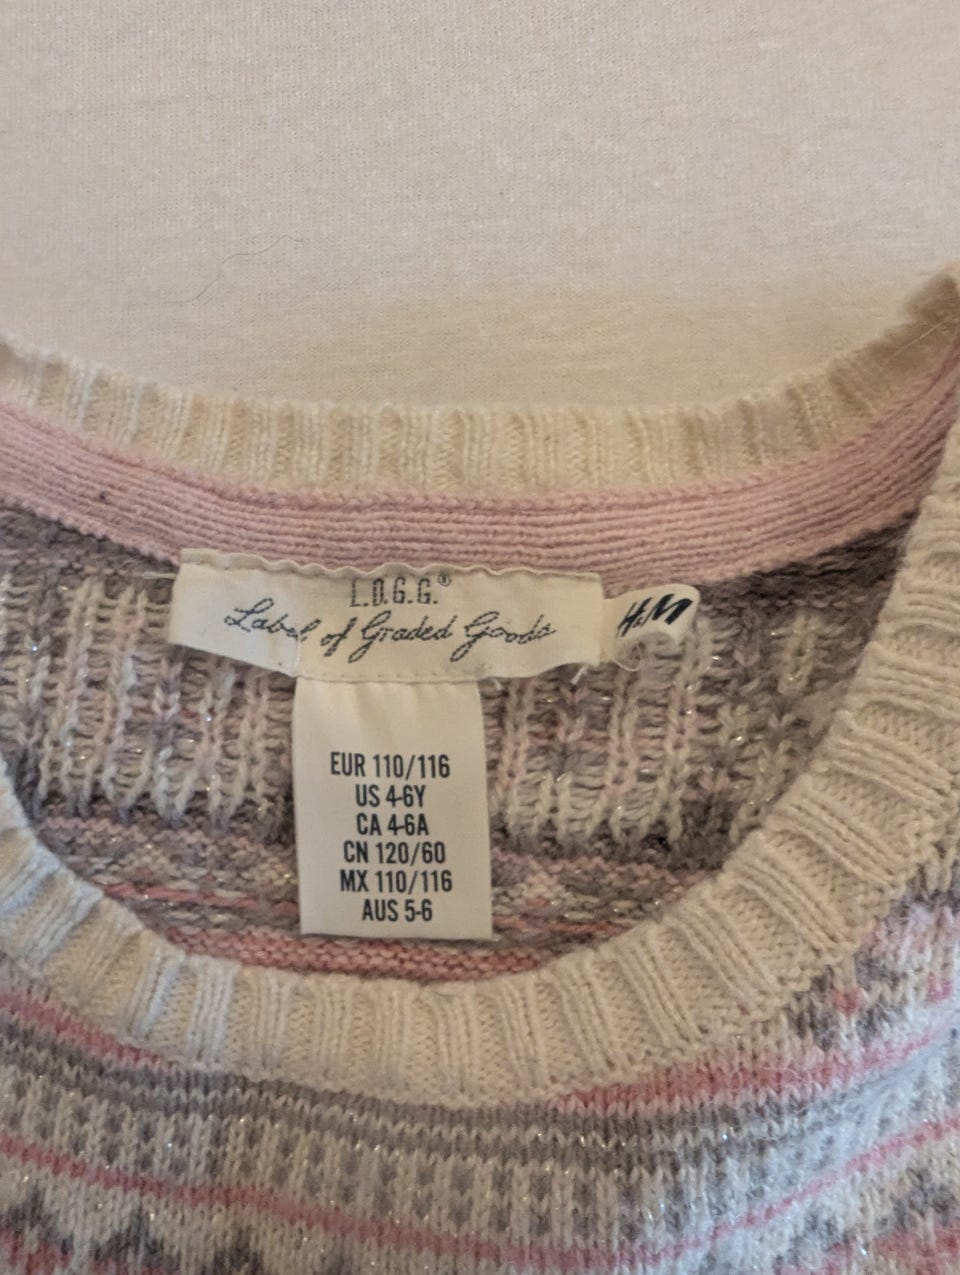 L.O.G.G.®
Label of Graded Goods
H&M
EUR 110/116
US 4-6Y
CA 4-6A
CN 120/60
MX 110/116
AUS 5-6